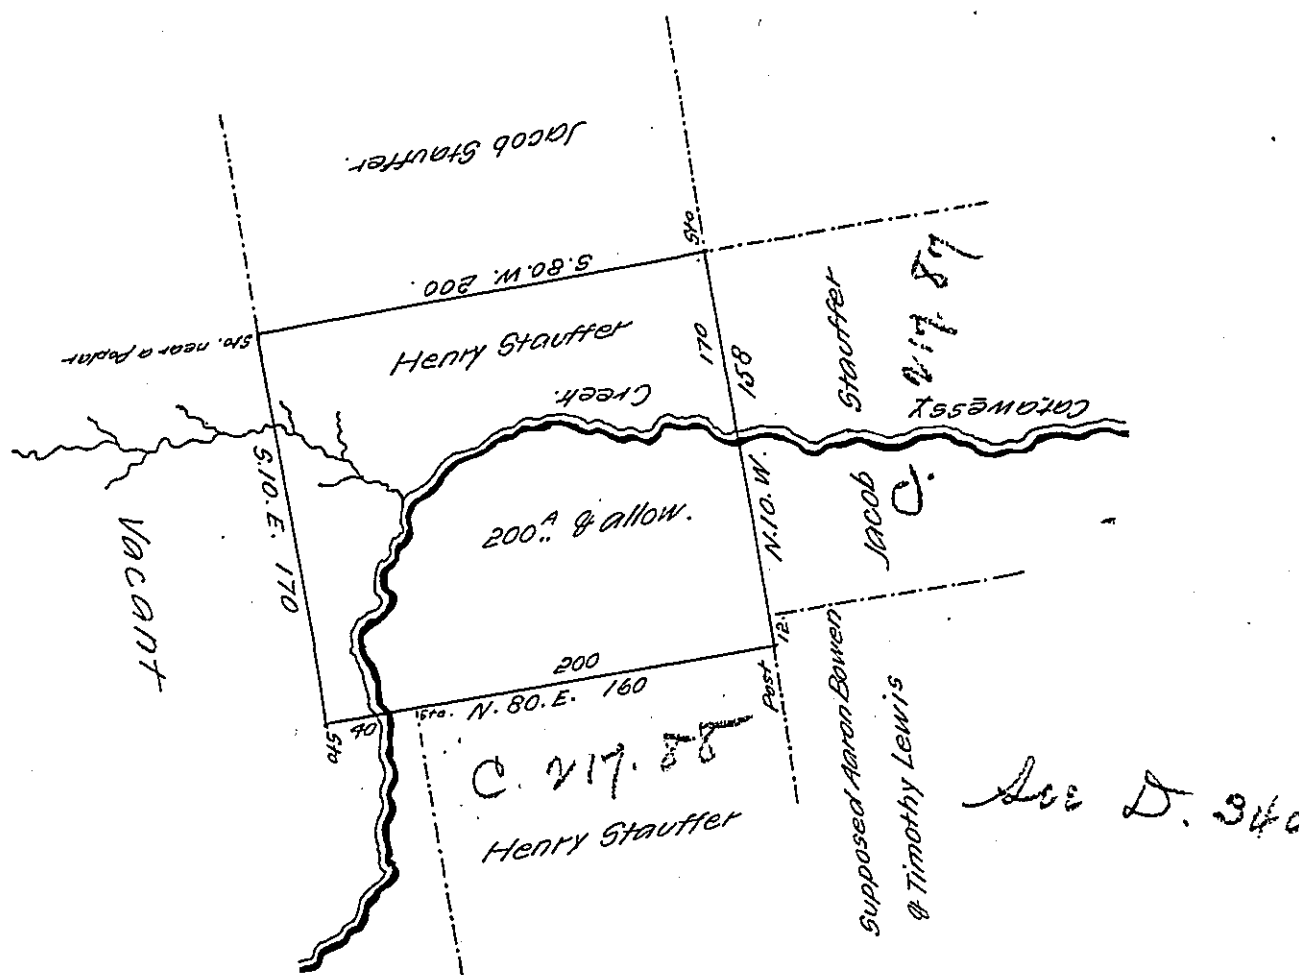 Jacob Stauffer.
Sto
S. 80. W. 200.
Sto. near a Poplar
Henry Stauffer
170
158
Stauffer
Creek.
Catawessy
S. 10. E. 170
Vacant
200 A. & allow.
N. 10. W.
Jacob
C.
200
12.
Post
Sto
40
Sto.
N. 80. E. 160
C. 217. 88
Henry Stauffer
Supposed Aaron Bowen
& Timothy Lewis
See D.